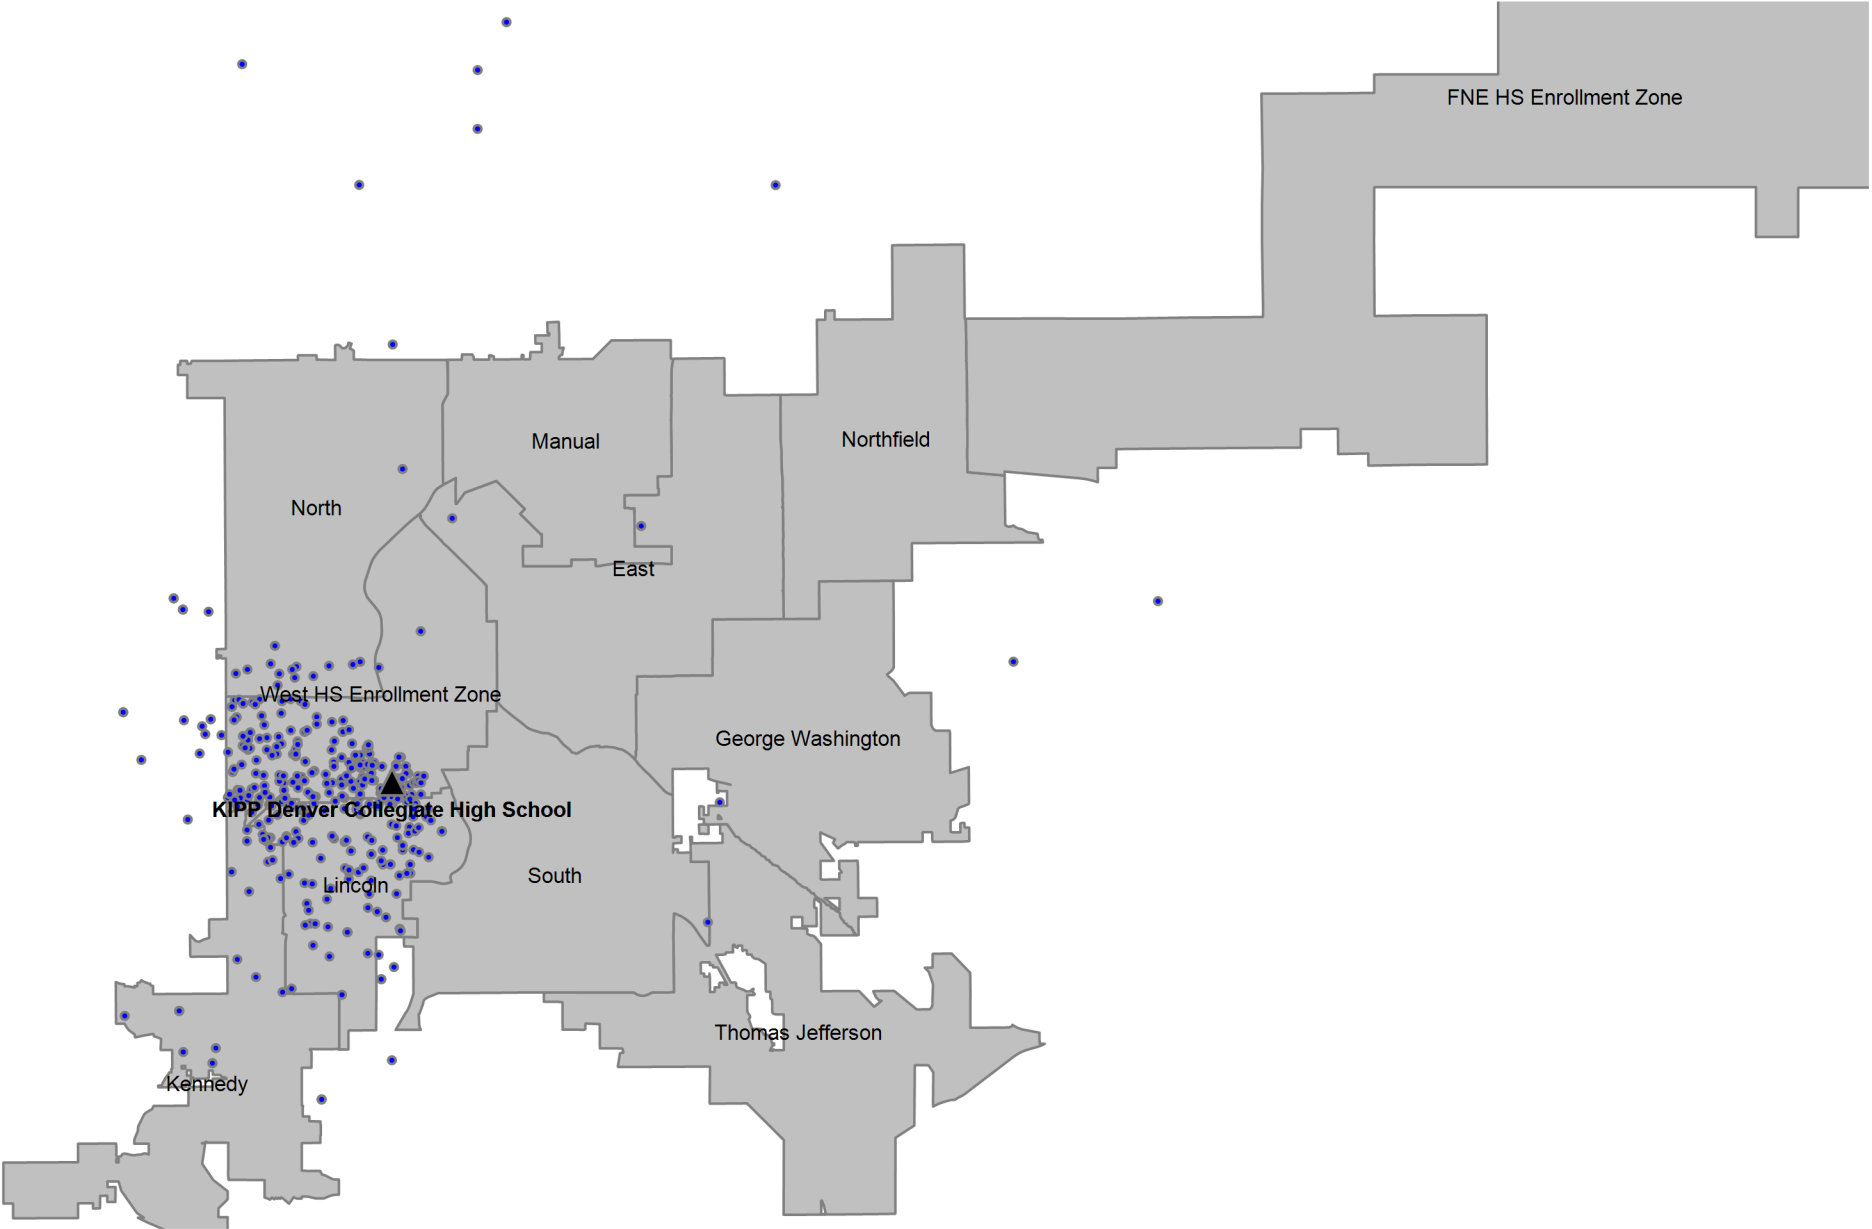 FNE HS Enrollment Zone
Northfield
Manual
North
East
West HS Enrollment Zone
George Washington
KIPP Denver Collegiate High School
South
Lincoln
Thomas Jefferson
Kennedy